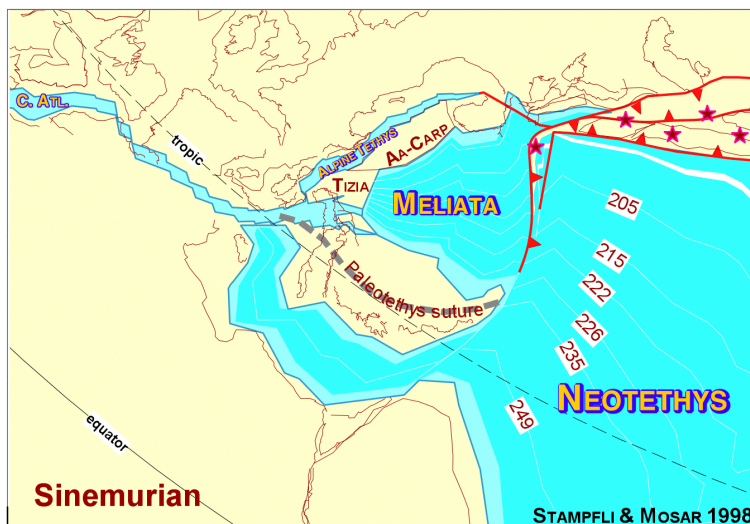 C. ATL.
tropic
ALPINE TETHYS
AA-CARP
TIZIA
MELIATA
205
215
222
226
235
249
Paleotethys suture
NEOTETHYS
equator
Sinemurian
STAMPFLI & MOSAR 1998